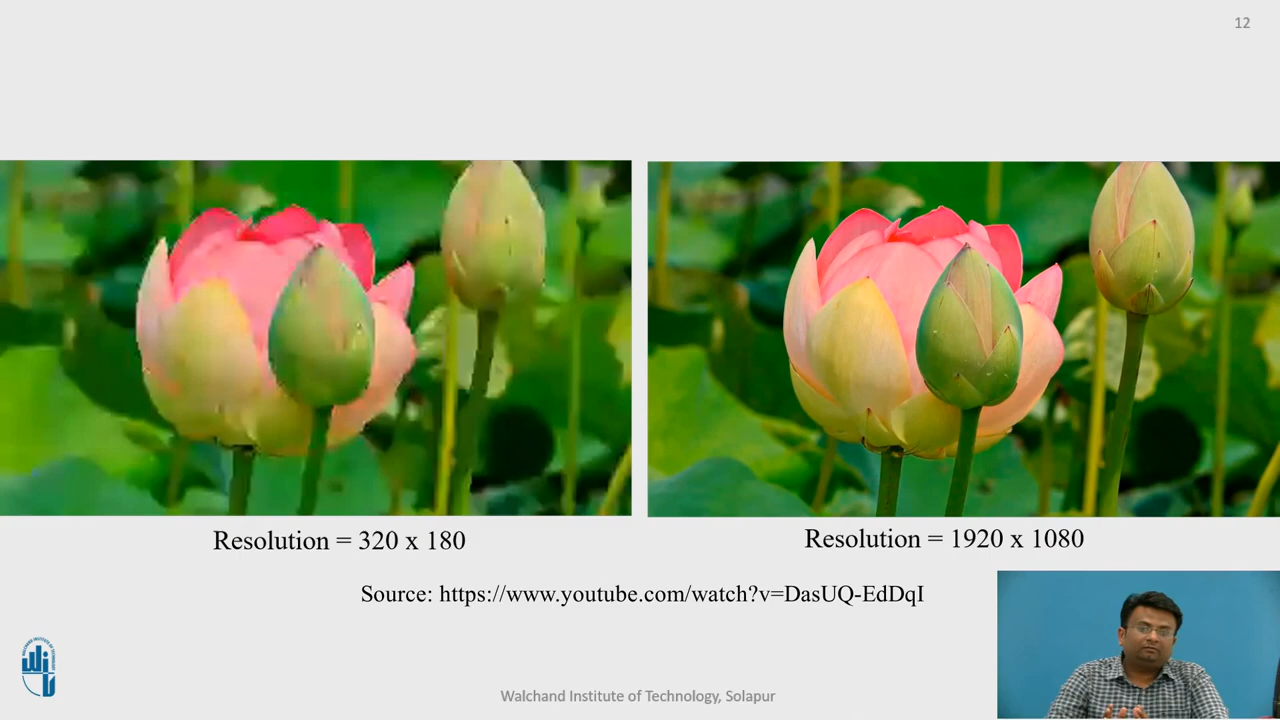 12
Resolution = 320 x 180
Resolution = 1920 x 1080
Source: https://www.youtube.com/watch?v=DasUQ-EdDqI
Walchand Institute of Technology, Solapur